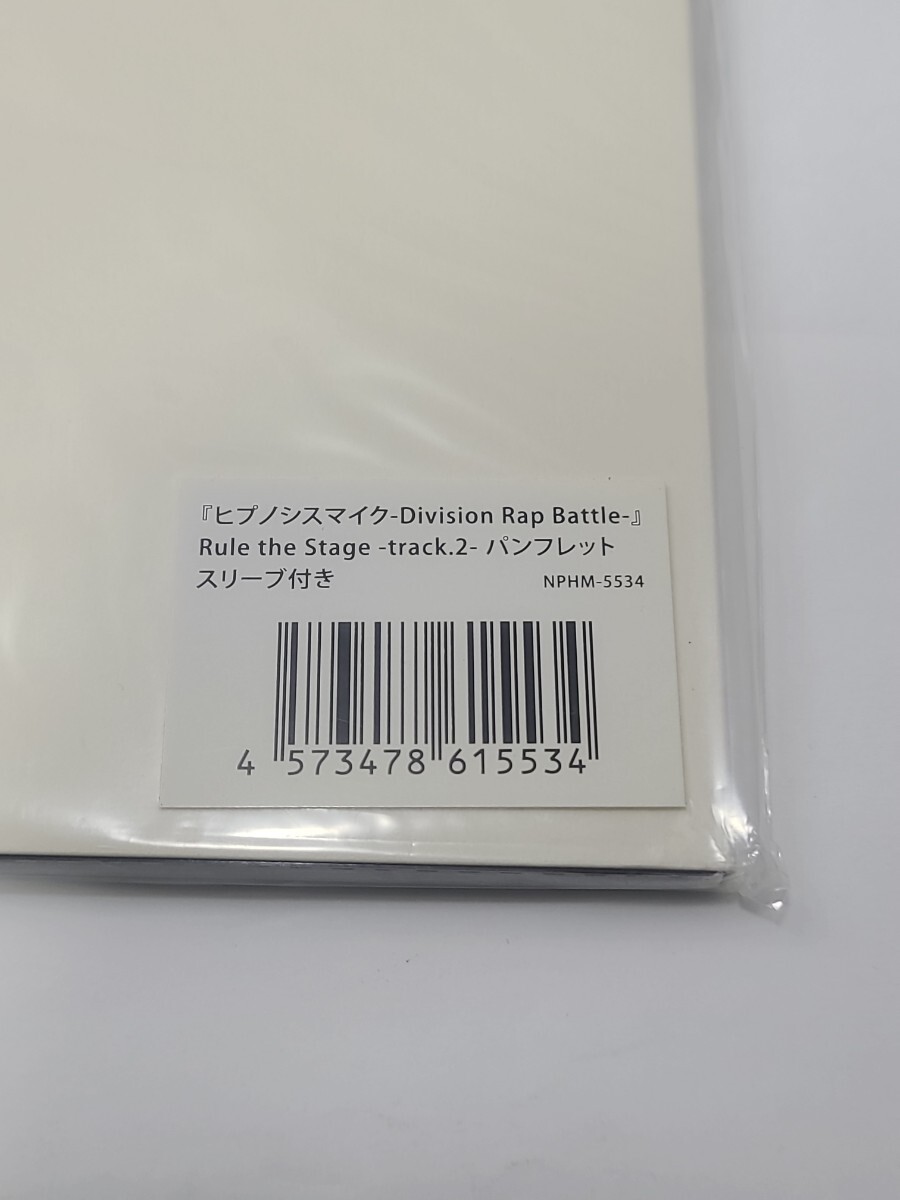 『ヒプノシスマイク-Division Rap Battle-』
Rule the Stage -track.2- パンフレット
スリーブ付き NPHM-5534
4 573478 615534